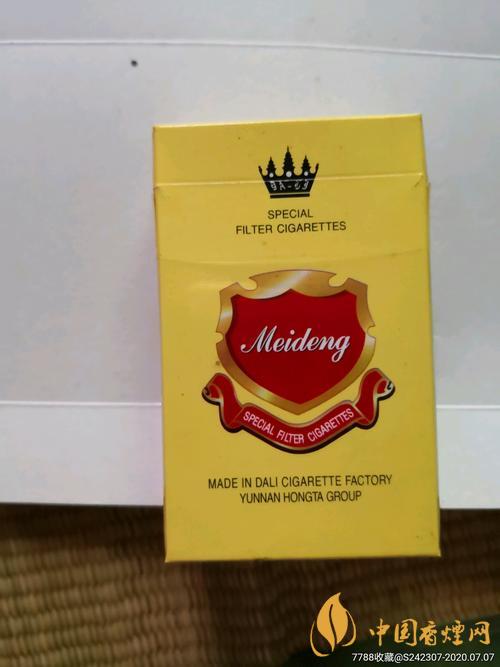 SPECIAL
FILTER CIGARETTES
Meideng
SPECIAL FILTER CIGARETTES
MADE IN DALI CIGARETTE FACTORY
YUNNAN HONGTA GROUP
中国香烟网
7788收藏@S242307-2020.07.07